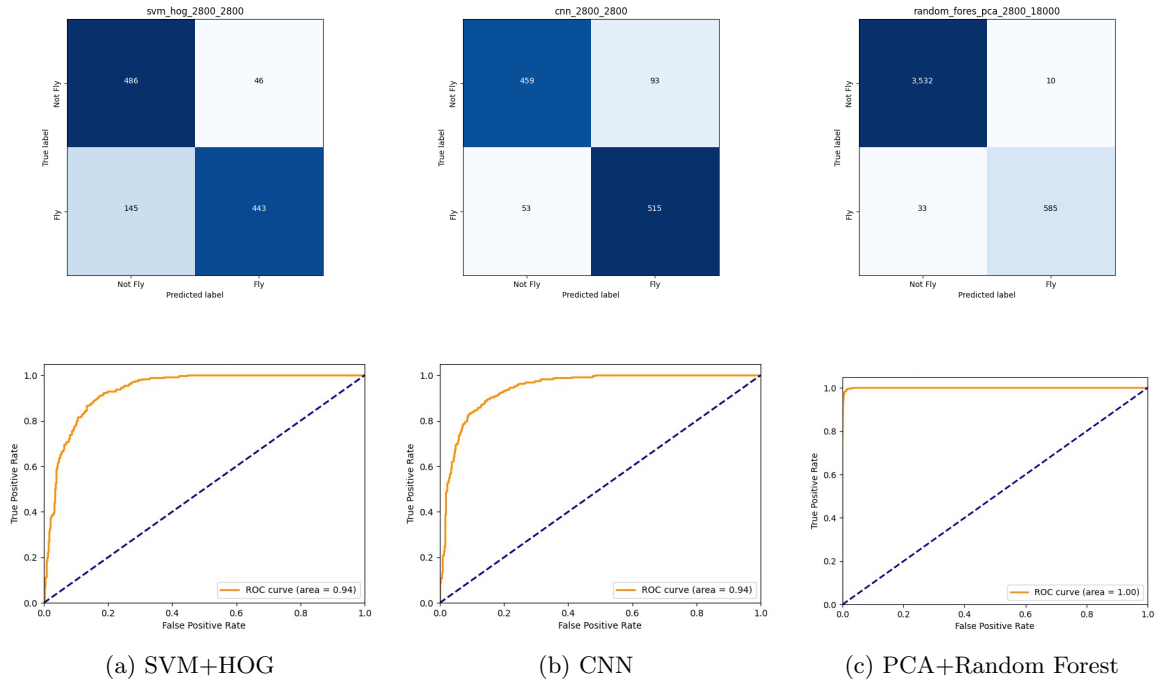 svm_hog_2800_2800
Not Fly
486
46
True label
Fly
145
443
Not Fly
Fly
Predicted label
cnn_2800_2800
Not Fly
459
93
True label
Fly
53
515
Not Fly
Fly
Predicted label
random_fores_pca_2800_18000
Not Fly
3,532
10
True label
Fly
33
585
Not Fly
Fly
Predicted label
1.0
0.8
0.6
0.4
0.2
0.0
True Positive Rate
ROC curve (area = 0.94)
0.0 0.2 0.4 0.6 0.8 1.0
False Positive Rate
1.0
0.8
0.6
0.4
0.2
0.0
True Positive Rate
ROC curve (area = 0.94)
0.0 0.2 0.4 0.6 0.8 1.0
False Positive Rate
1.0
0.8
0.6
0.4
0.2
0.0
True Positive Rate
ROC curve (area = 1.00)
0.0 0.2 0.4 0.6 0.8 1.0
False Positive Rate
(a) SVM+HOG
(b) CNN
(c) PCA+Random Forest